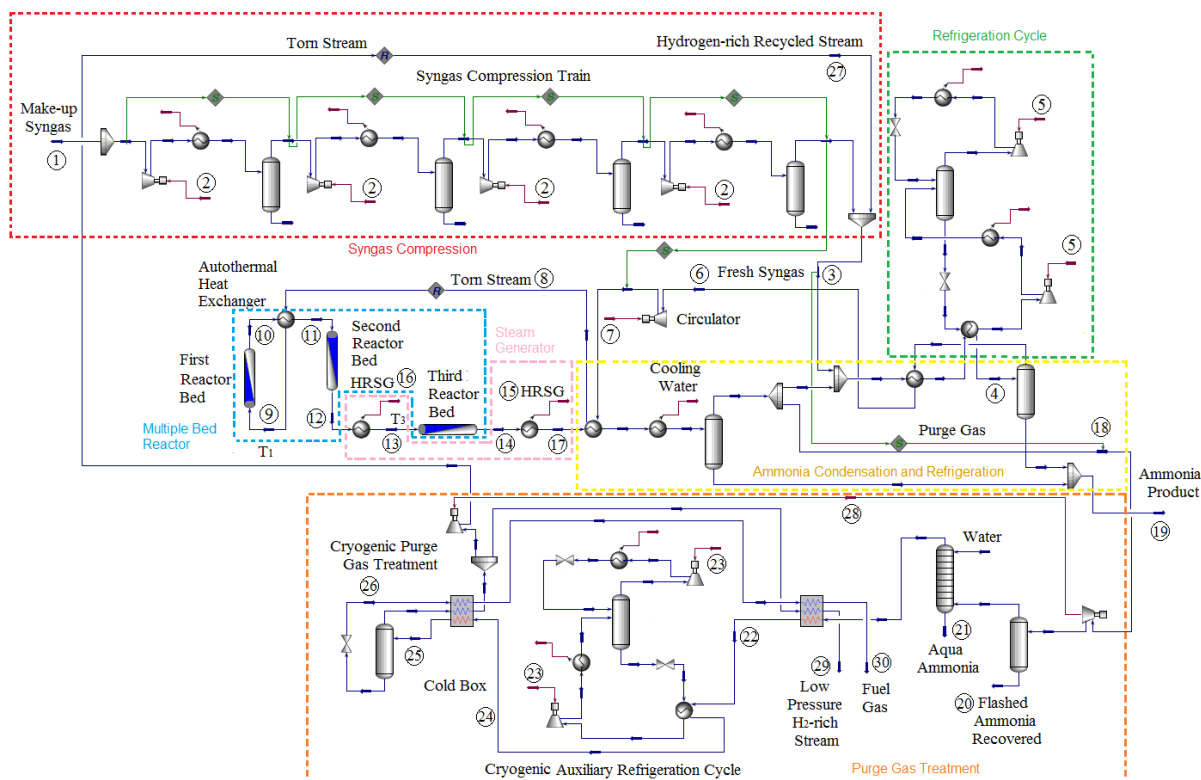 Torn Stream
Hydrogen-rich Recycled Stream
Refrigeration Cycle
27
Syngas Compression Train
S
S
S
S
R
Make-up
Syngas
1
2
2
2
2
5
5
Syngas Compression
S
Autothermal
Heat
Exchanger
Torn Stream
8
6
Fresh Syngas
3
R
10
11
Second
Reactor
Bed
Steam
Generator
7
Circulator
First
Reactor
Bed
HRSG
16
Third
Reactor
Bed
15
HRSG
Cooling
Water
4
9
12
T3
13
14
17
Multiple Bed
Reactor
T1
Purge Gas
S
18
Ammonia Condensation and Refrigeration
Ammonia
Product
19
28
Cryogenic Purge
Gas Treatment
26
23
Water
25
Cold Box
23
22
21
Aqua
Ammonia
24
29
30
Low
Pressure
H2-rich
Stream
Fuel
Gas
20
Flashed
Ammonia
Recovered
Cryogenic Auxiliary Refrigeration Cycle
Purge Gas Treatment